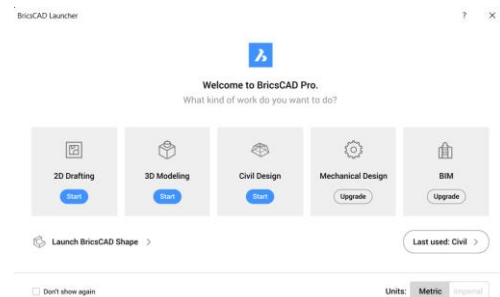 BricsCAD Launcher
?
Welcome to BricsCAD Pro.
What kind of work do you want to do?
2D Drafting
3D Modeling
Civil Design
Mechanical Design
BIM
Start
Start
Start
Upgrade
Upgrade
Launch BricsCAD Shape >
Last used: Civil >
Don't show again
Units: Metric Imperial